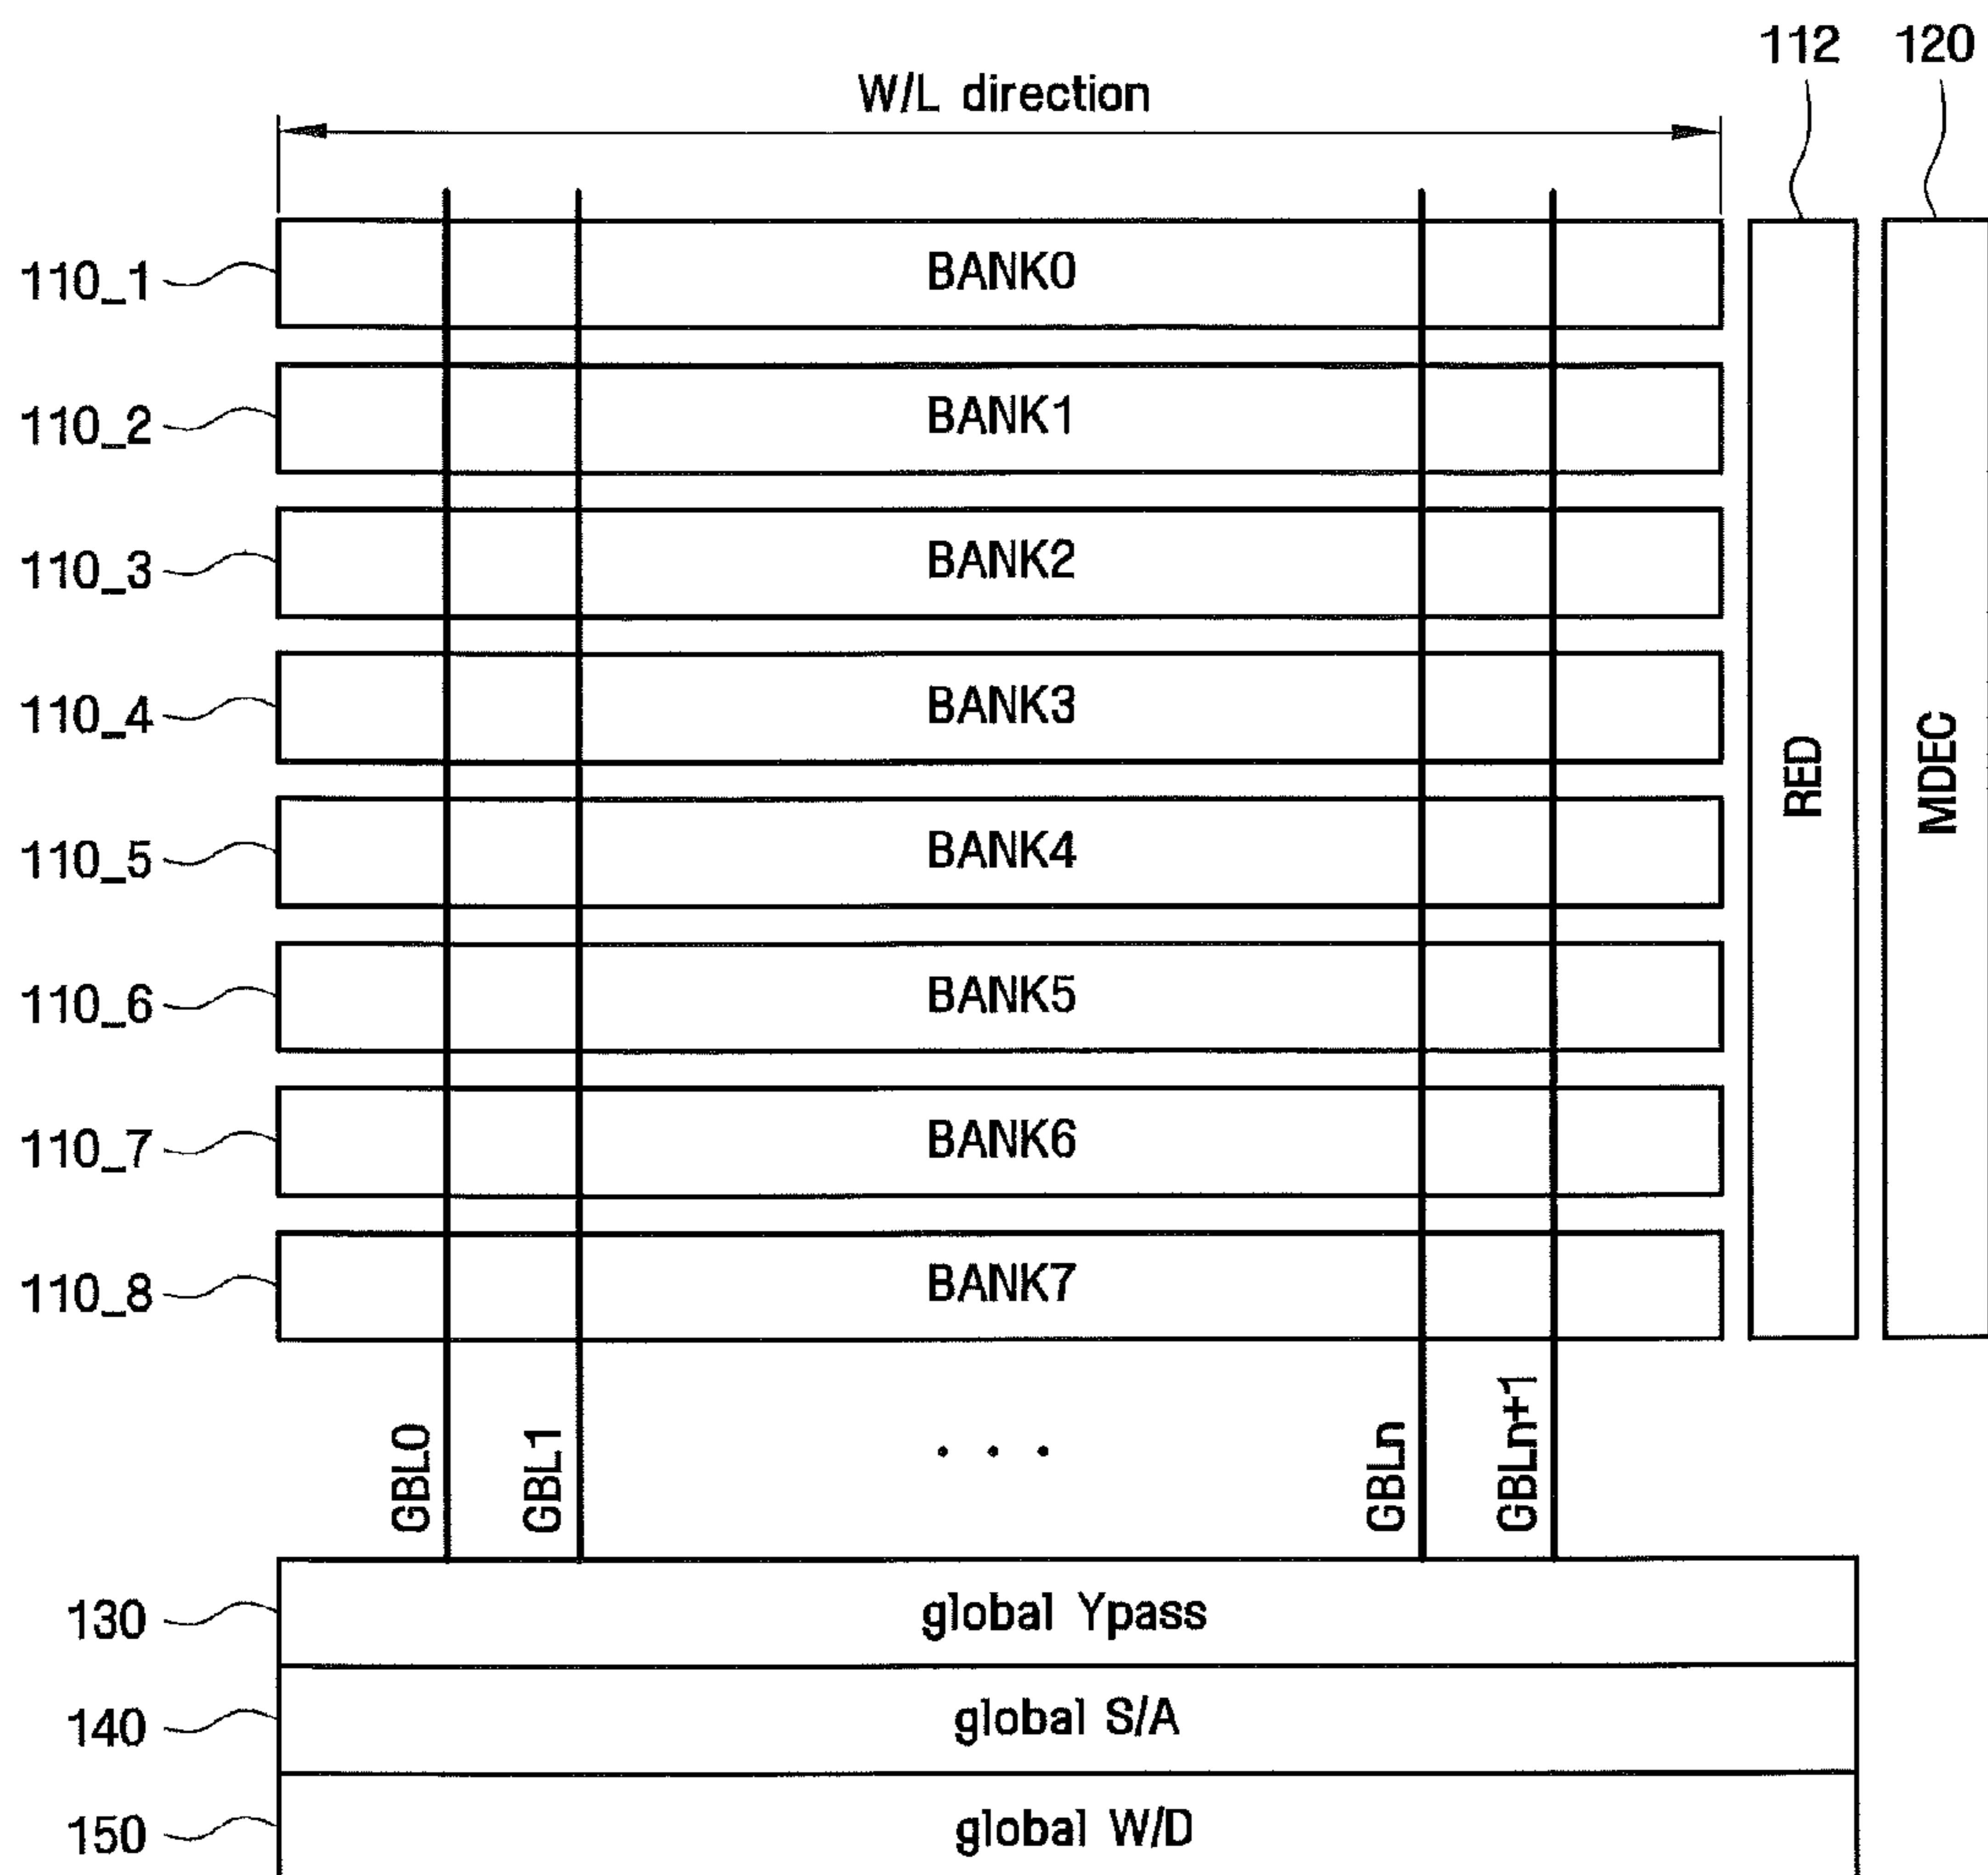 112 120
W/L direction
110_1 BANK0
110_2 BANK1
110_3 BANK2
110_4 BANK3
110_5 BANK4
110_6 BANK5
110_7 BANK6
110_8 BANK7
RED
MDEC
GBL0
GBL1
. . .
GBLn
GBLn+1
130 global Ypass
140 global S/A
150 global W/D